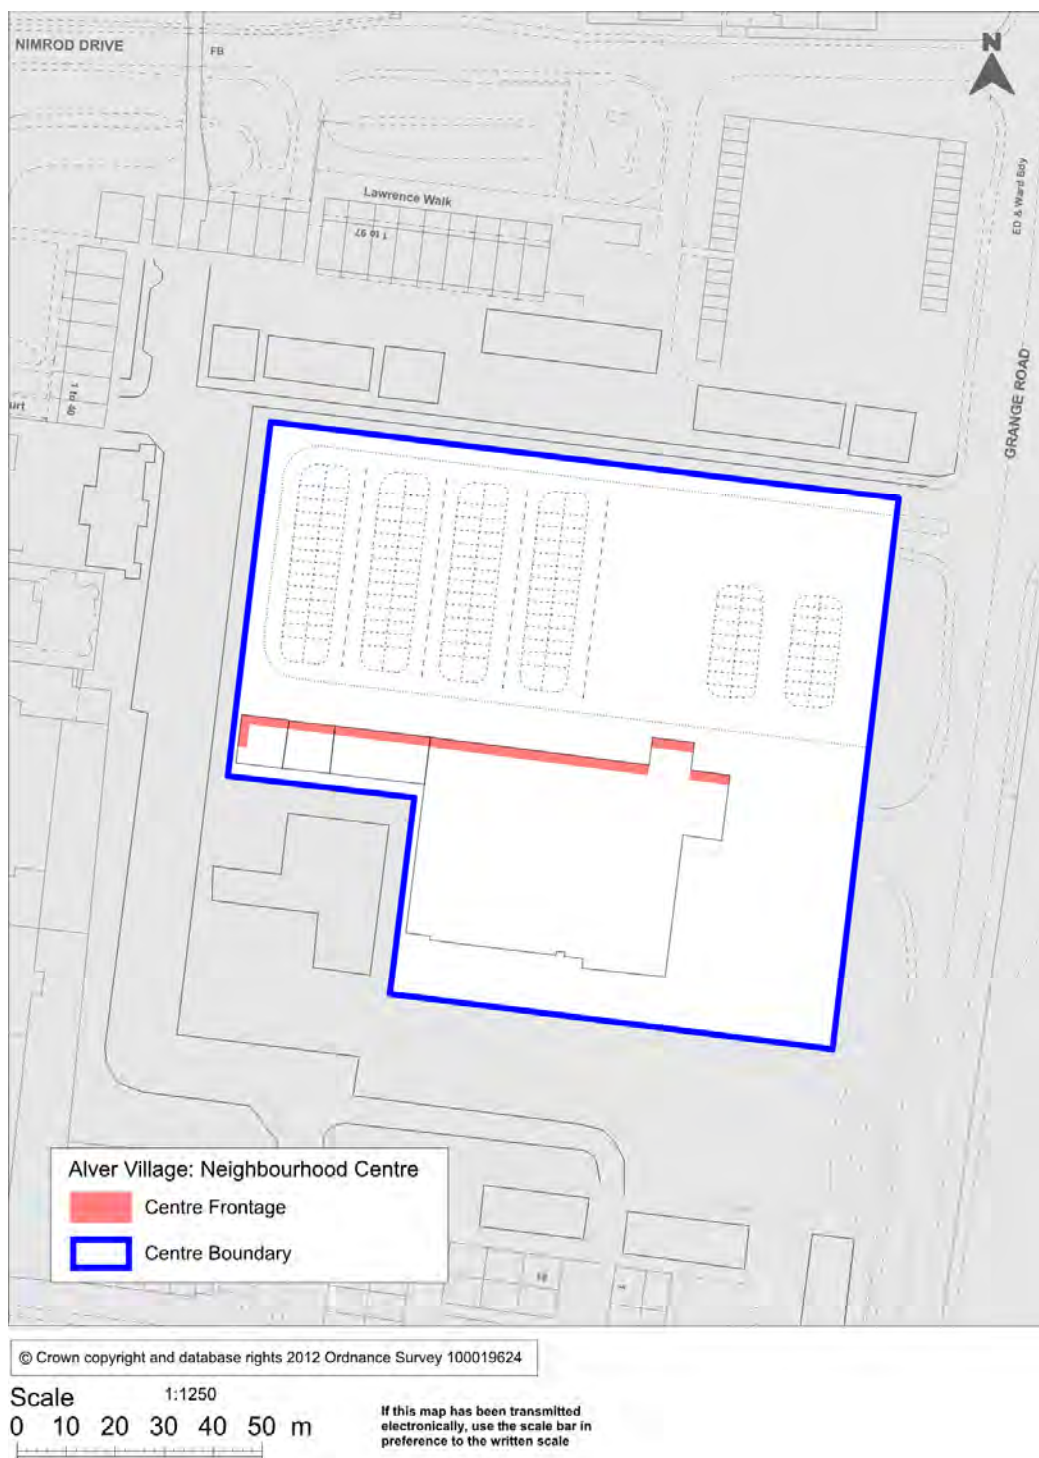 NIMROD DRIVE
FB
N
Lawrence Walk
1 to 97
ED & Ward Bdy
GRANGE ROAD
1 to 40
urt
Alver Village: Neighbourhood Centre
Centre Frontage
Centre Boundary
© Crown copyright and database rights 2012 Ordnance Survey 100019624
Scale 1:1250
0 10 20 30 40 50 m
If this map has been transmitted
electronically, use the scale bar in
preference to the written scale